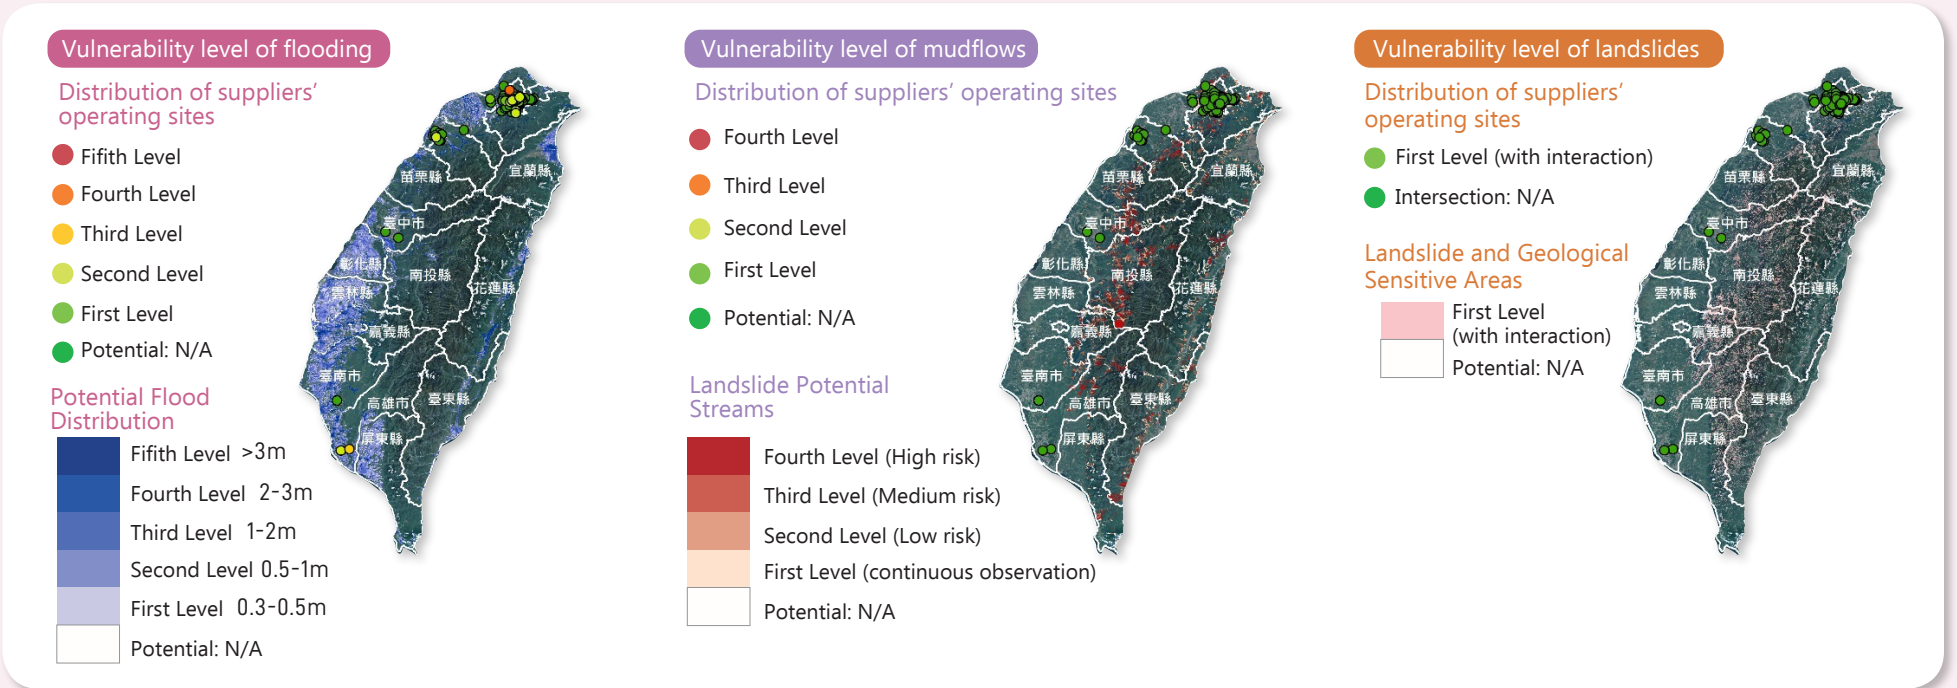 Vulnerability level of flooding
Distribution of suppliers’
operating sites
Fifith Level
Fourth Level
Third Level
Second Level
First Level
Potential: N/A
Potential Flood
Distribution
Fifith Level >3m
Fourth Level 2-3m
Third Level 1-2m
Second Level 0.5-1m
First Level 0.3-0.5m
Potential: N/A
苗栗縣
宜蘭縣
臺中市
彰化縣
南投縣
雲林縣
花蓮縣
嘉義縣
臺南市
高雄市
臺東縣
屏東縣
Vulnerability level of mudflows
Distribution of suppliers’ operating sites
Fourth Level
Third Level
Second Level
First Level
Potential: N/A
Landslide Potential
Streams
Fourth Level (High risk)
Third Level (Medium risk)
Second Level (Low risk)
First Level (continuous observation)
Potential: N/A
苗栗縣
宜蘭縣
臺中市
彰化縣
南投縣
雲林縣
花蓮縣
嘉義縣
臺南市
高雄市
臺東縣
屏東縣
Vulnerability level of landslides
Distribution of suppliers’
operating sites
First Level (with interaction)
Intersection: N/A
Landslide and Geological
Sensitive Areas
First Level
(with interaction)
Potential: N/A
苗栗縣
宜蘭縣
臺中市
彰化縣
南投縣
雲林縣
花蓮縣
嘉義縣
臺南市
高雄市
臺東縣
屏東縣